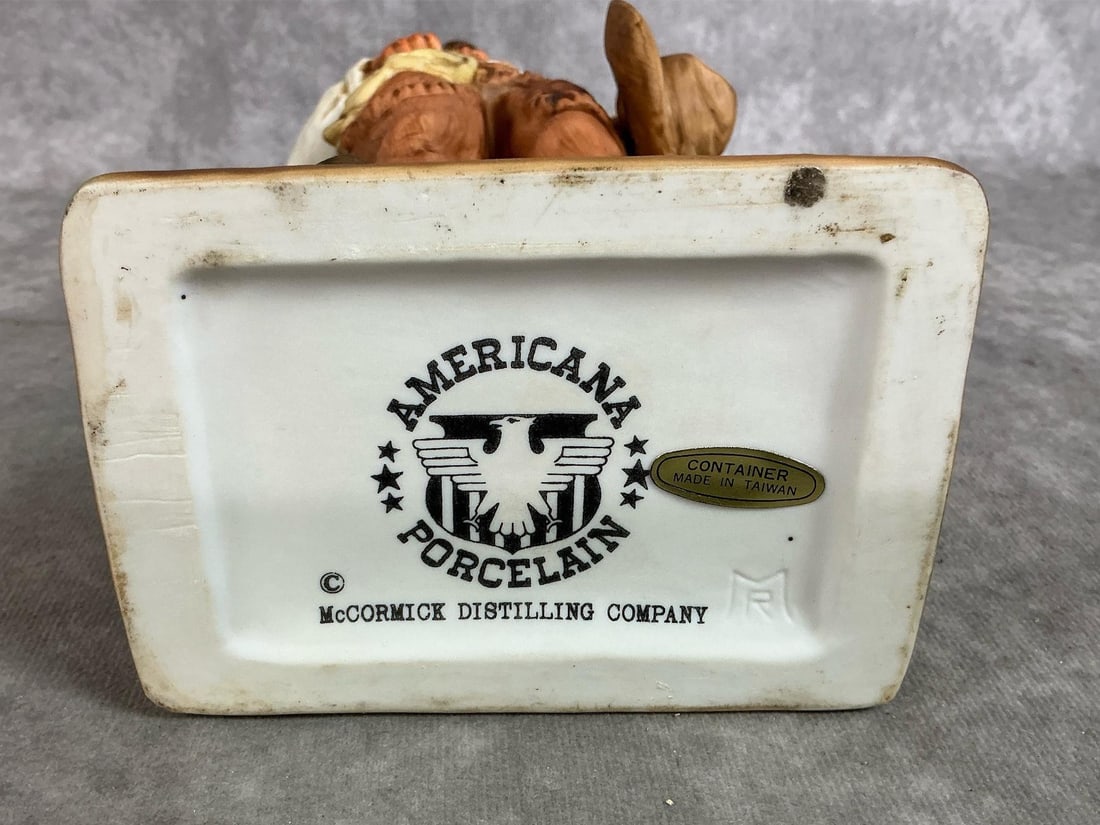 AMERICANA
PORCELAIN
CONTAINER
MADE IN TAIWAN
©
McCORMICK DISTILLING COMPANY
MR